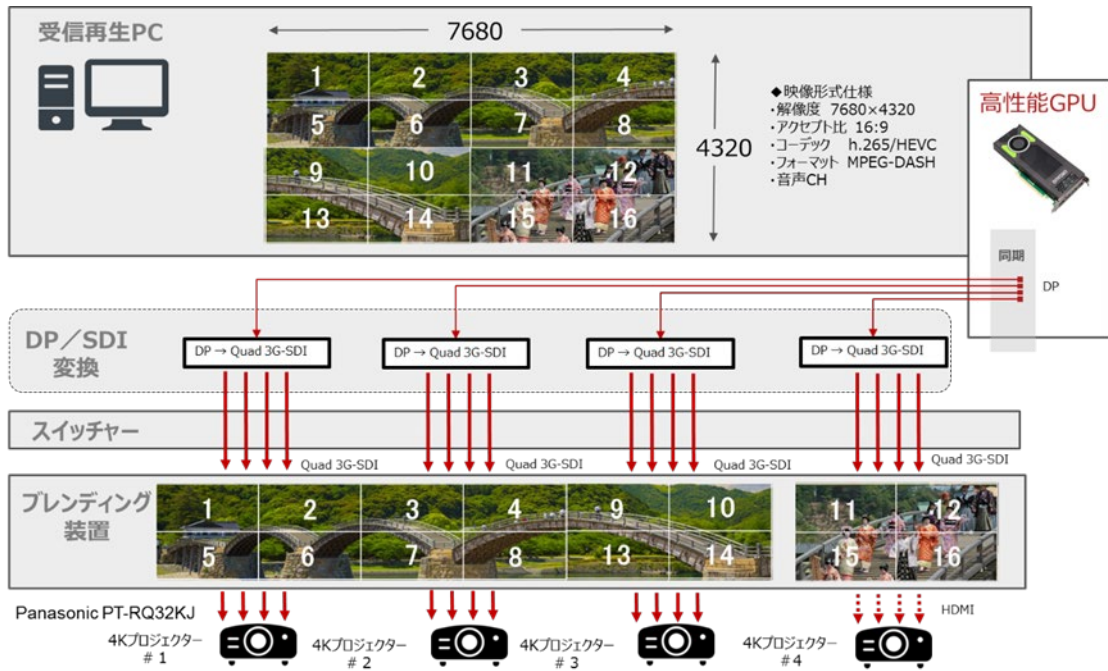 受信再生PC
7680
4320
1 2 3 4
5 6 7 8
9 10 11 12
13 14 15 16
◆映像形式仕様
・解像度 7680×4320
・アクセプト比 16:9
・コーデック h.265/HEVC
・フォーマット MPEG-DASH
・音声CH
高性能GPU
同期
DP
DP／SDI
変換
DP → Quad 3G-SDI
DP → Quad 3G-SDI
DP → Quad 3G-SDI
DP → Quad 3G-SDI
スイッチャー
Quad 3G-SDI
Quad 3G-SDI
Quad 3G-SDI
Quad 3G-SDI
ブレンディング
装置
1 2 3 4 9 10
5 6 7 8 13 14
11 12
15 16
Panasonic PT-RQ32KJ
HDMI
4Kプロジェクター
# 1
4Kプロジェクター
# 2
4Kプロジェクター
# 3
4Kプロジェクター
#4